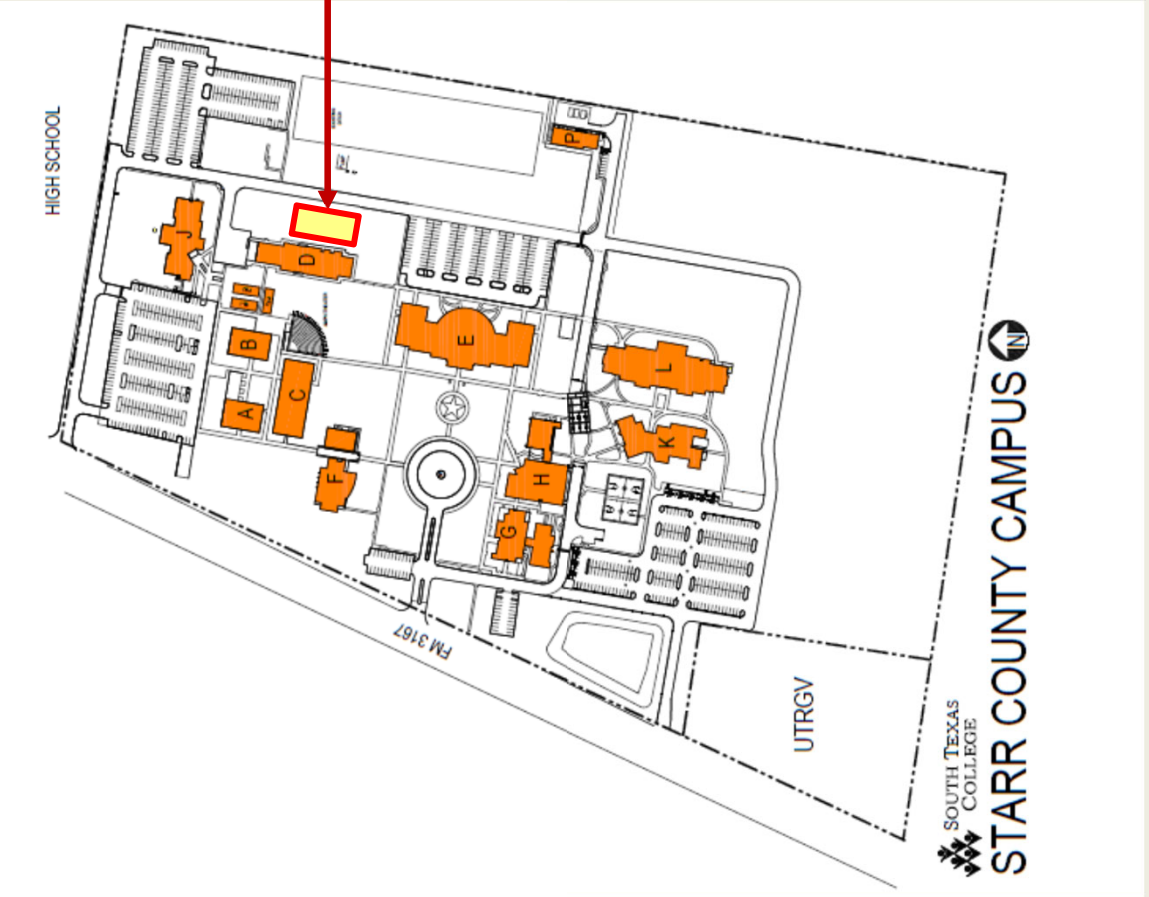 HIGH SCHOOL
P
J
D
B
E
L
A
C
K
F
H
G
FM 3167
UTRGV
SOUTH TEXAS
COLLEGE
STARR COUNTY CAMPUS
N